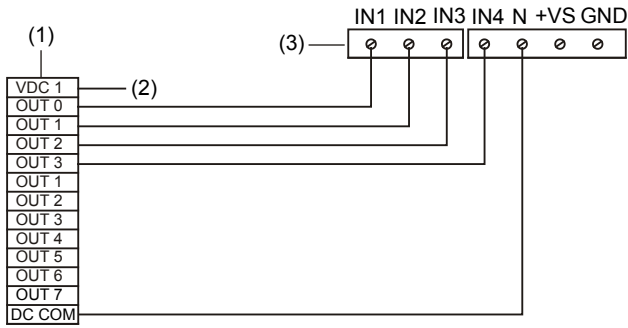 IN1 IN2 IN3 IN4 N +VS GND
(1)
(3)
VDC 1
(2)
OUT 0
OUT 1
OUT 2
OUT 3
OUT 1
OUT 2
OUT 3
OUT 4
OUT 5
OUT 6
OUT 7
DC COM